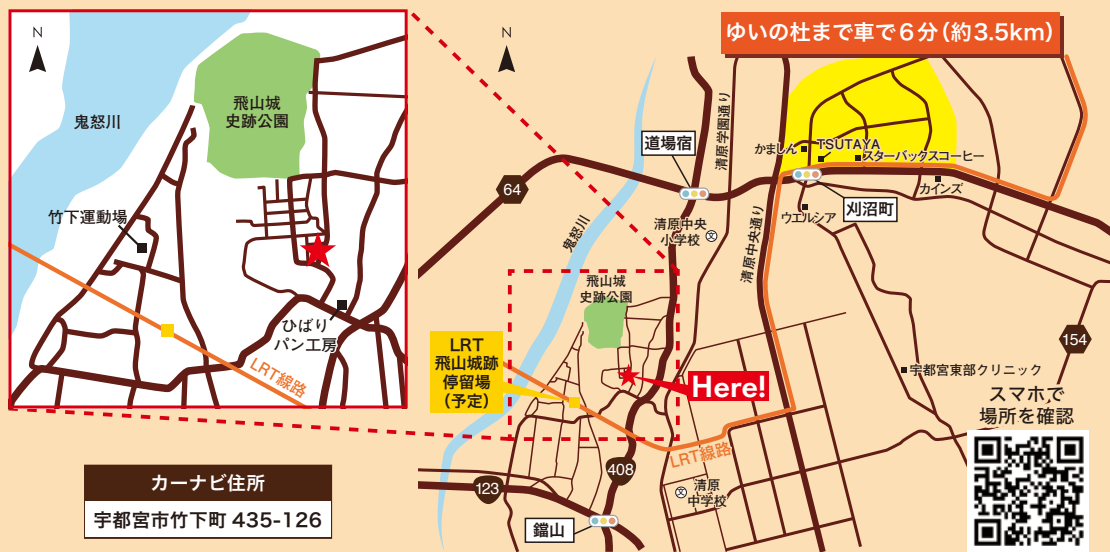 N
飛山城
史跡公園
鬼怒川
竹下運動場
ひばり
パン工房
LRT線路
カーナビ住所
宇都宮市竹下町 435-126
N
ゆいの杜まで車で6分(約3.5km)
道場宿
清原学園通り
かましん
TSUTAYA
スターバックスコーヒー
カインズ
64
刈沼町
ウエルシア
清原中央
小学校
文
鬼怒川
清原中央通り
飛山城
史跡公園
LRT
飛山城跡
停留場
(予定)
Here!
154
宇都宮東部クリニック
スマホで
場所を確認
LRT線路
408
123
文
清原
中学校
鐺山